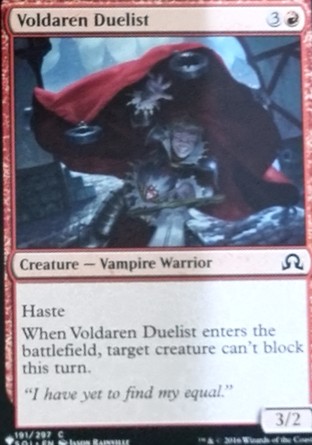 Voldaren Duelist 3
Creature — Vampire Warrior
Haste
When Voldaren Duelist enters the
battlefield, target creature can't block
this turn.
"I have yet to find my equal."
3/2
191/297 C
SOI • EN JASON RAINVILLE
™ & © 2016 Wizards of the Coast